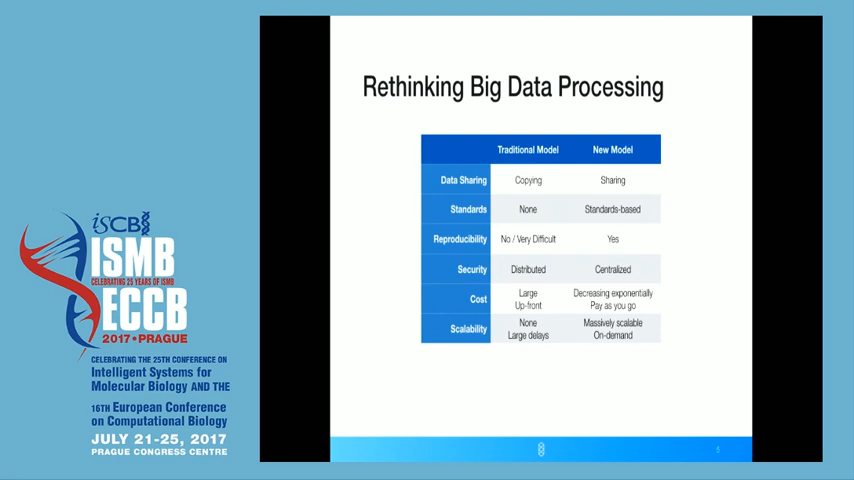 iSCB
ISMB
CELEBRATING 25 YEARS OF ISMB
ECCB
2017 • PRAGUE
CELEBRATING THE 25TH CONFERENCE ON
Intelligent Systems for
Molecular Biology AND THE
16TH European Conference
on Computational Biology
JULY 21-25, 2017
PRAGUE CONGRESS CENTRE
Rethinking Big Data Processing
Traditional Model New Model
Data Sharing Copying Sharing
Standards None Standards-based
Reproducibility No / Very Difficult Yes
Security Distributed Centralized
Cost Large Up-front Decreasing exponentially Pay as you go
Scalability None Large delays Massively scalable On-demand
5